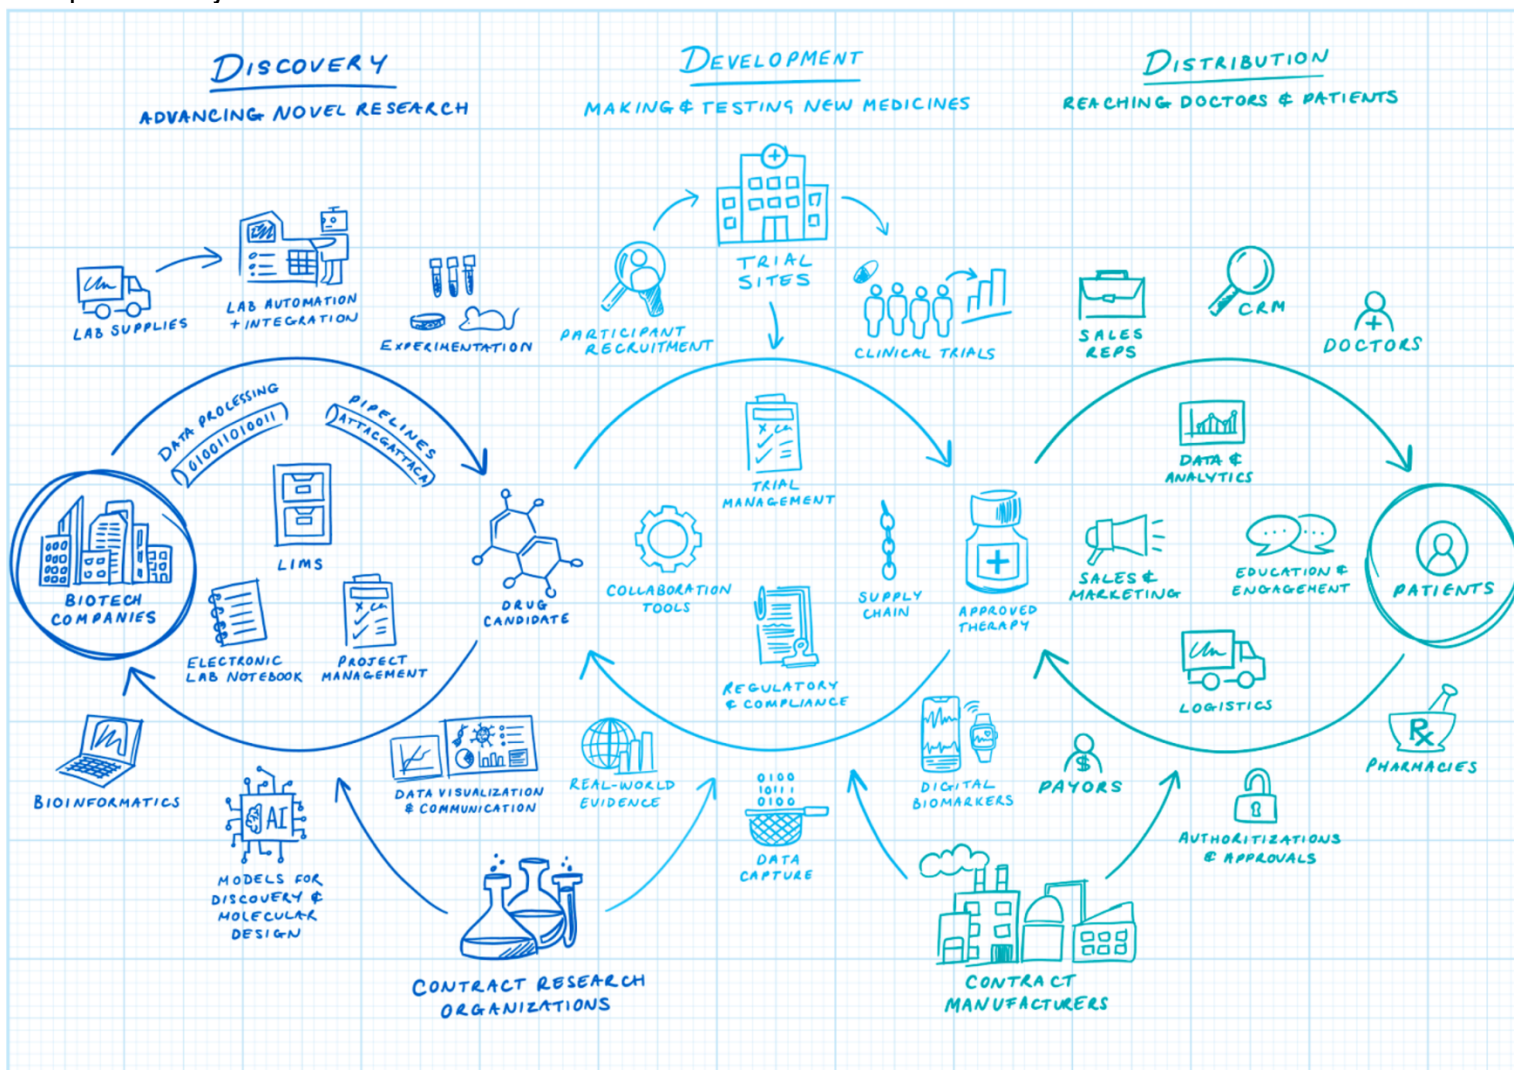 DISCOVERY
ADVANCING NOVEL RESEARCH
DEVELOPMENT
MAKING & TESTING NEW MEDICINES
DISTRIBUTION
REACHING DOCTORS & PATIENTS
LAB SUPPLIES
LAB AUTOMATION
+ INTEGRATION
EXPERIMENTATION
PARTICIPANT
RECRUITMENT
TRIAL
SITES
CLINICAL TRIALS
SALES
REPS
CRM
DOCTORS
DATA PROCESSING
010011010011
PIPELINES
ATTACGATTACA
LIMS
BIOTECH
COMPANIES
ELECTRONIC
LAB NOTEBOOK
PROJECT
MANAGEMENT
DRUG
CANDIDATE
TRIAL
MANAGEMENT
COLLABORATION
TOOLS
SUPPLY
CHAIN
REGULATORY
& COMPLIANCE
APPROVED
THERAPY
DATA &
ANALYTICS
SALES &
MARKETING
EDUCATION &
ENGAGEMENT
LOGISTICS
PATIENTS
BIOINFORMATICS
AI
MODELS FOR
DISCOVERY &
MOLECULAR
DESIGN
DATA VISUALIZATION
& COMMUNICATION
REAL-WORLD
EVIDENCE
0100
10111
0100
DATA
CAPTURE
DIGITAL
BIOMARKERS
$
PAYORS
AUTHORITIZATIONS
& APPROVALS
Rx
PHARMACIES
CONTRACT RESEARCH
ORGANIZATIONS
CONTRACT
MANUFACTURERS